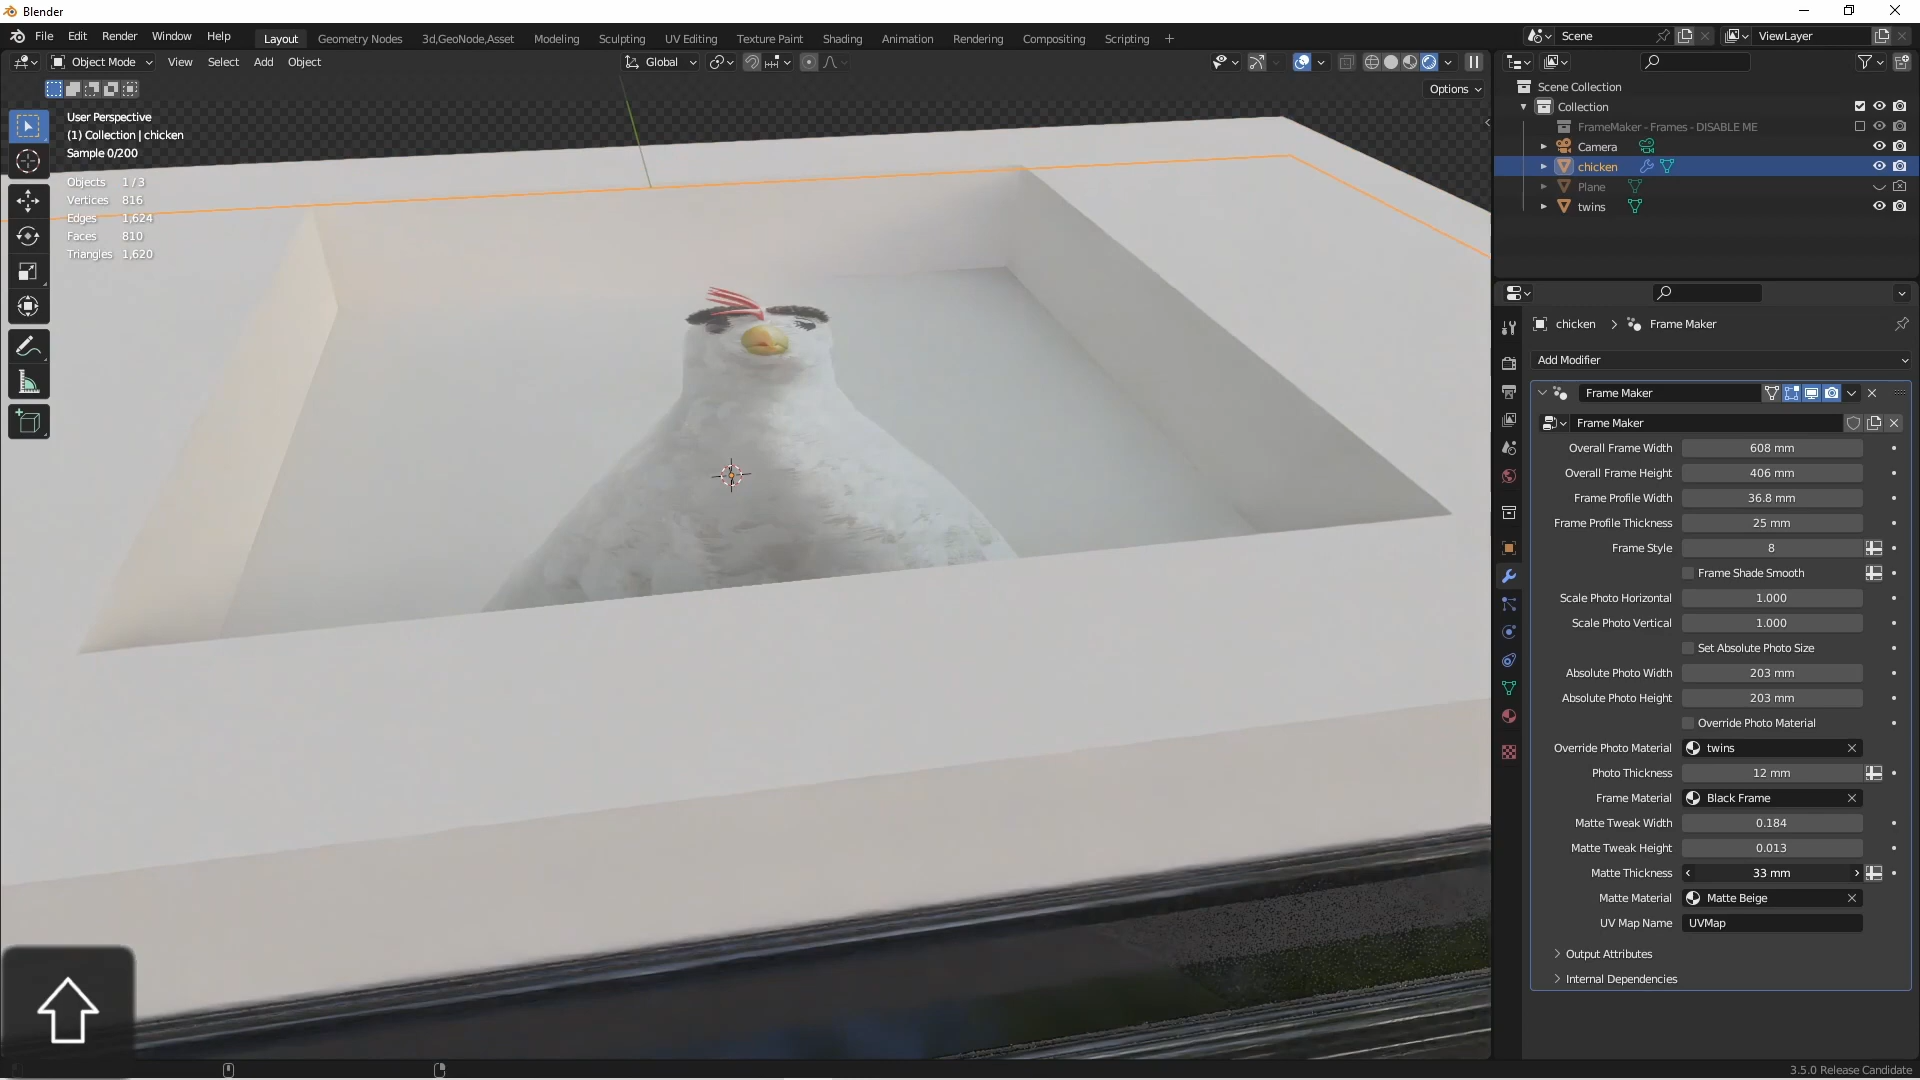 Blender
File Edit Render Window Help
Layout Geometry Nodes 3d,GeoNode,Asset Modeling Sculpting UV Editing Texture Paint Shading Animation Rendering Compositing Scripting +
Scene
ViewLayer
Object Mode View Select Add Object
Global
Options
User Perspective
(1) Collection | chicken
Sample 0/200
Objects 1 / 3
Vertices 816
Edges 1,624
Faces 810
Triangles 1,620
Scene Collection
Collection
FrameMaker - Frames - DISABLE ME
Camera
chicken
Plane
twins
chicken > Frame Maker
Add Modifier
Frame Maker
Frame Maker
Overall Frame Width 608 mm
Overall Frame Height 406 mm
Frame Profile Width 36.8 mm
Frame Profile Thickness 25 mm
Frame Style 8
Frame Shade Smooth
Scale Photo Horizontal 1.000
Scale Photo Vertical 1.000
Set Absolute Photo Size
Absolute Photo Width 203 mm
Absolute Photo Height 203 mm
Override Photo Material
Override Photo Material twins
Photo Thickness 12 mm
Frame Material Black Frame
Matte Tweak Width 0.184
Matte Tweak Height 0.013
Matte Thickness 33 mm
Matte Material Matte Beige
UV Map Name UVMap
Output Attributes
Internal Dependencies
3.5.0 Release Candidate